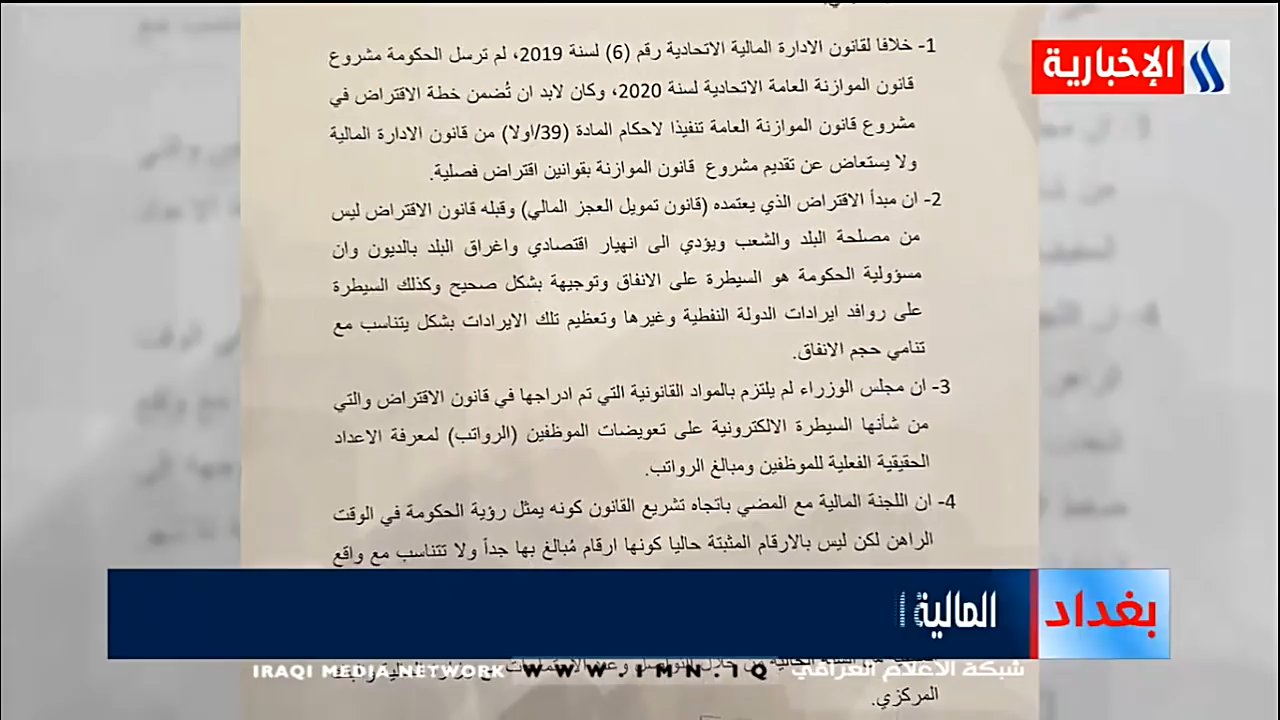 الإخبارية
1- خلافا لقانون الادارة المالية الاتحادية رقم (6) لسنة 2019، لم ترسل الحكومة مشروع
قانون الموازنة العامة الاتحادية لسنة 2020، وكان لابد ان تُضمن خطة الاقتراض في
مشروع قانون الموازنة العامة تنفيذا لاحكام المادة (39/اولا) من قانون الادارة المالية
ولا يستعاض عن تقديم مشروع قانون الموازنة بقوانين اقتراض فصلية.
2- ان مبدأ الاقتراض الذي يعتمده (قانون تمويل العجز المالي) وقبله قانون الاقتراض ليس
من مصلحة البلد والشعب ويؤدي الى انهيار اقتصادي واغراق البلد بالديون وان
مسؤولية الحكومة هو السيطرة على الانفاق وتوجيهة بشكل صحيح وكذلك السيطرة
على روافد ايرادات الدولة النفطية وغيرها وتعظيم تلك الايرادات بشكل يتناسب مع
تنامي حجم الانفاق.
3- ان مجلس الوزراء لم يلتزم بالمواد القانونية التي تم ادراجها في قانون الاقتراض والتي
من شأنها السيطرة الالكترونية على تعويضات الموظفين (الرواتب) لمعرفة الاعداد
الحقيقية الفعلية للموظفين ومبالغ الرواتب.
4- ان اللجنة المالية مع المضي باتجاه تشريع القانون كونه يمثل رؤية الحكومة في الوقت
الراهن لكن ليس بالارقام المثبتة حاليا كونها ارقام مُبالغ بها جداً ولا تتناسب مع واقع
بغداد
المالية
شبكة الاعلام العراقي WWW.IMN.IQ IRAQI MEDIA NETWORK
المركزي.